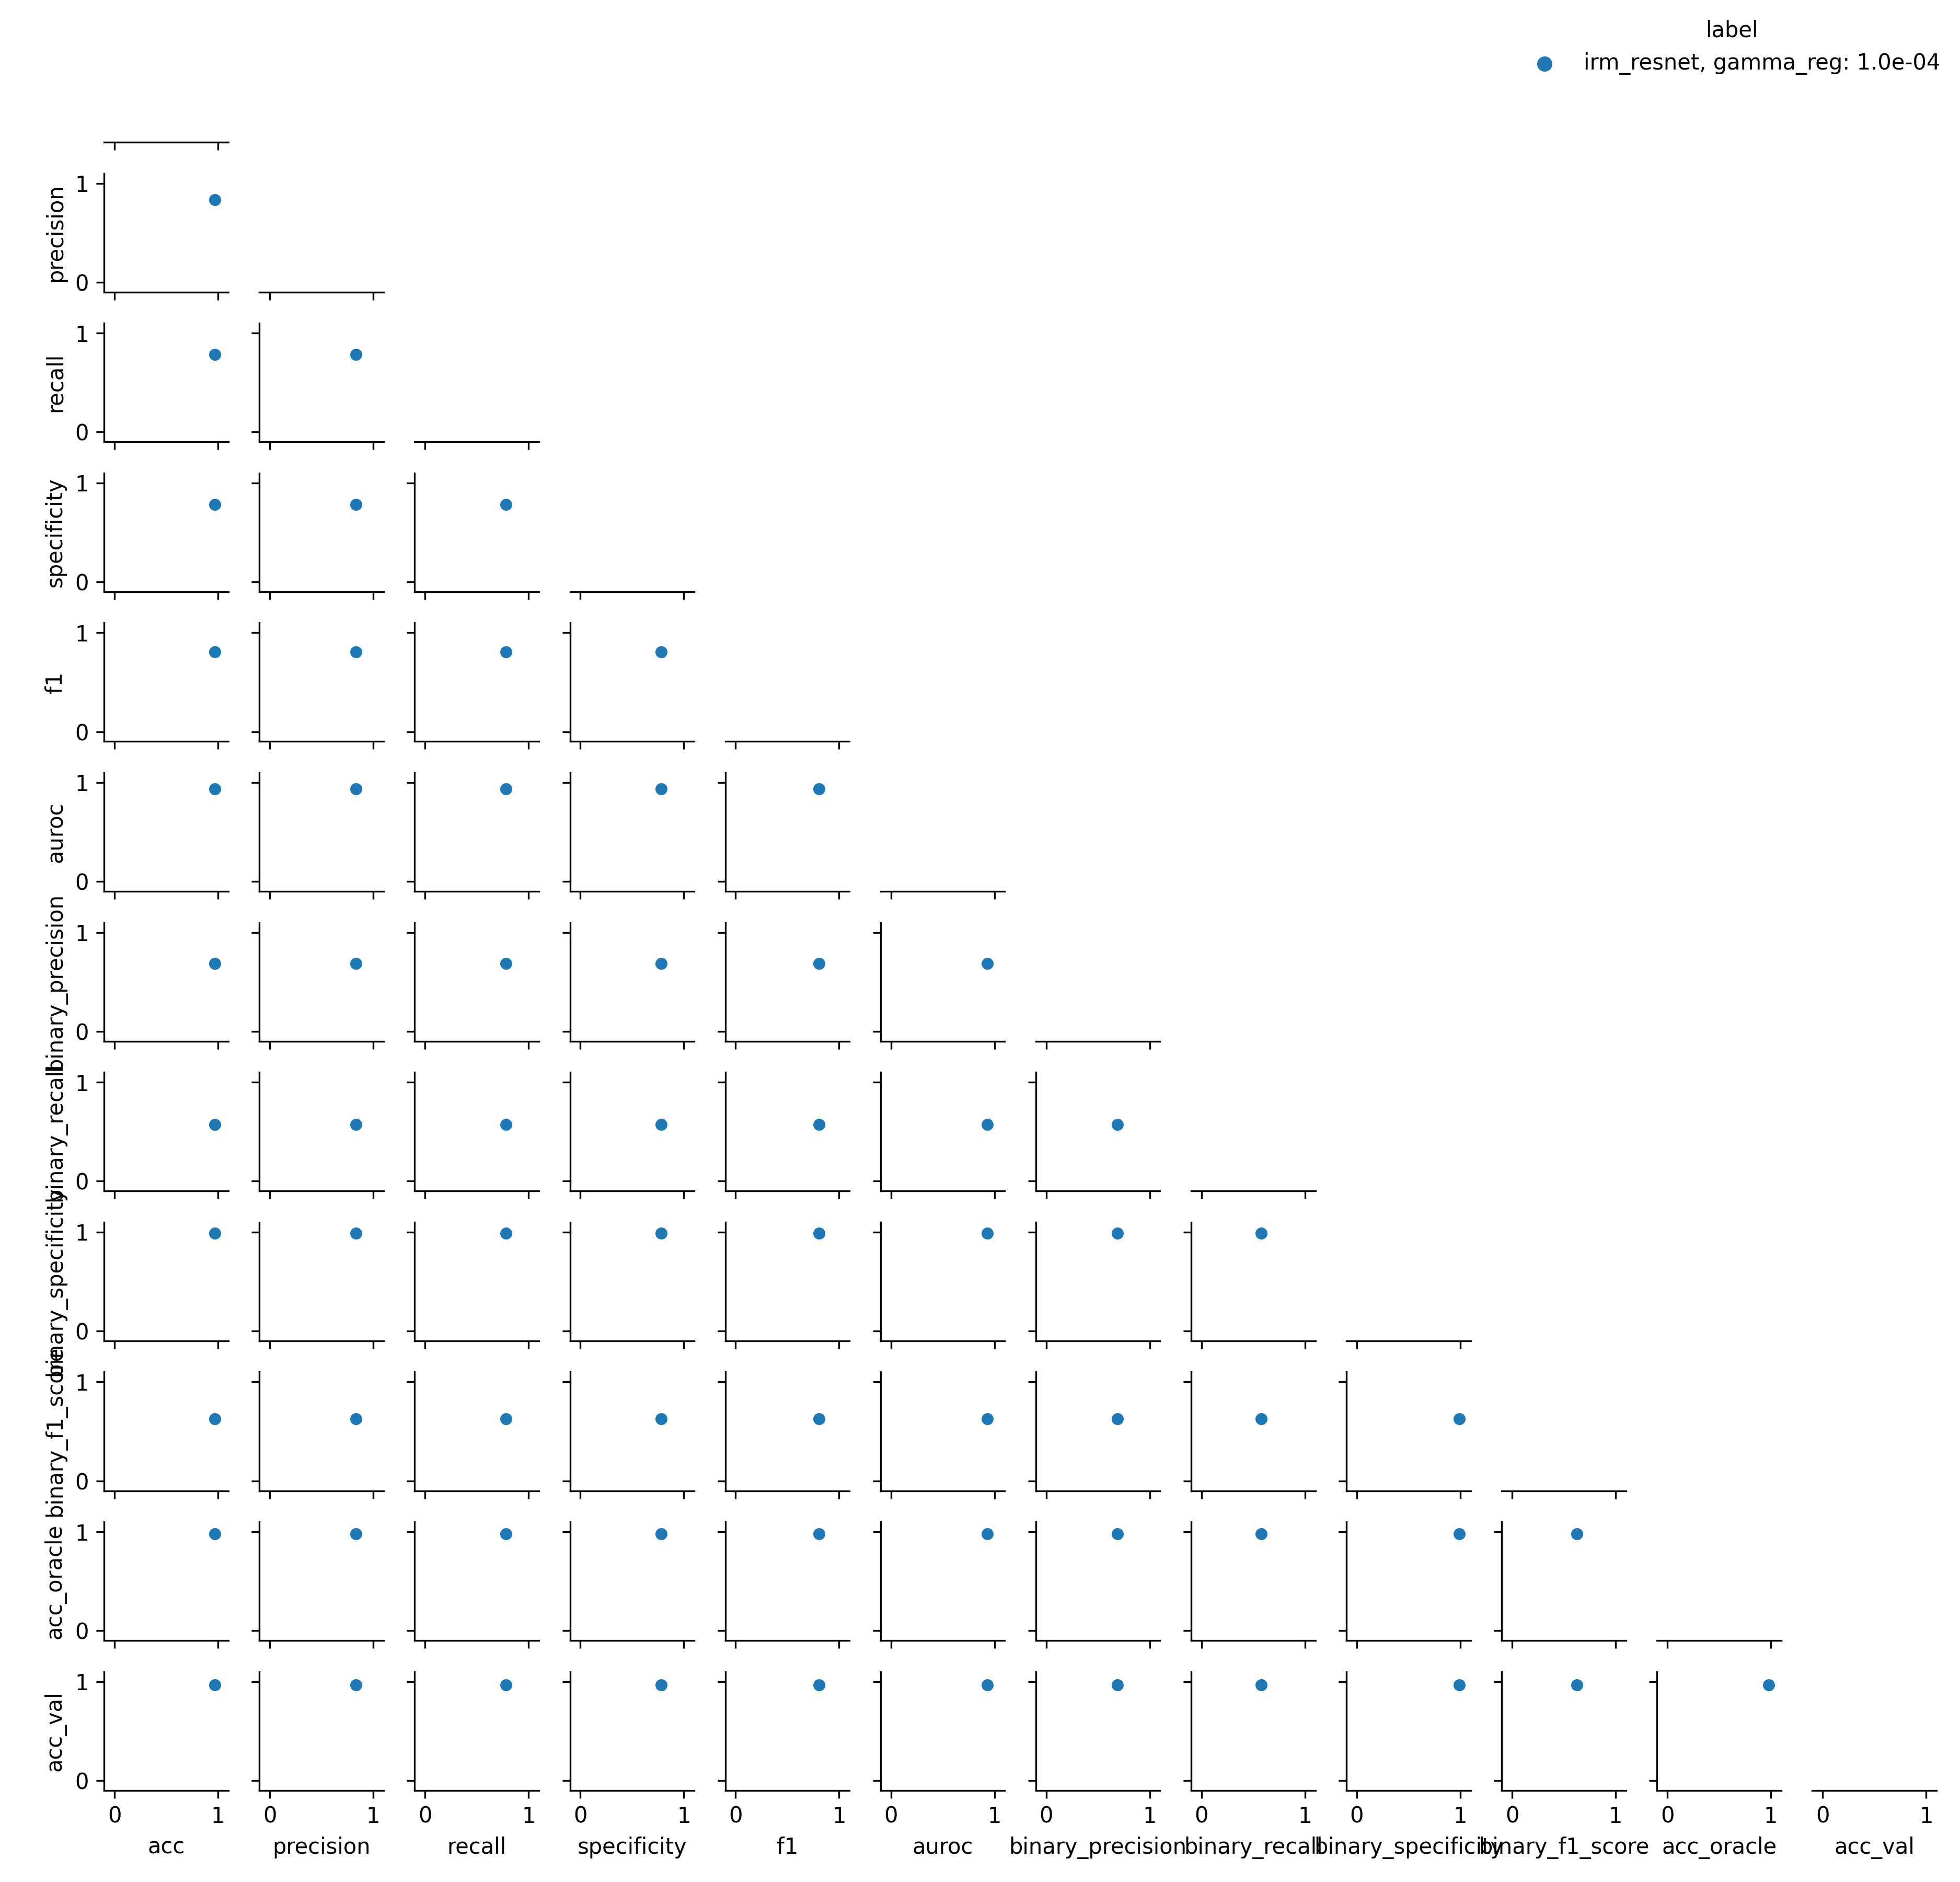 label
irm_resnet, gamma_reg: 1.0e-04
precision
1
0
recall
1
0
specificity
1
0
f1
1
0
auroc
1
0
binary_precision
1
0
binary_recall
1
0
binary_specificity
1
0
binary_f1_score
1
0
acc_oracle
1
0
acc_val
1
0
0 1 0 1 0 1 0 1 0 1 0 1 0 1 0 1 0 1 0 1 0 1 0 1
acc precision recall specificity f1 auroc binary_precision binary_recall binary_specificity binary_f1_score acc_oracle acc_val